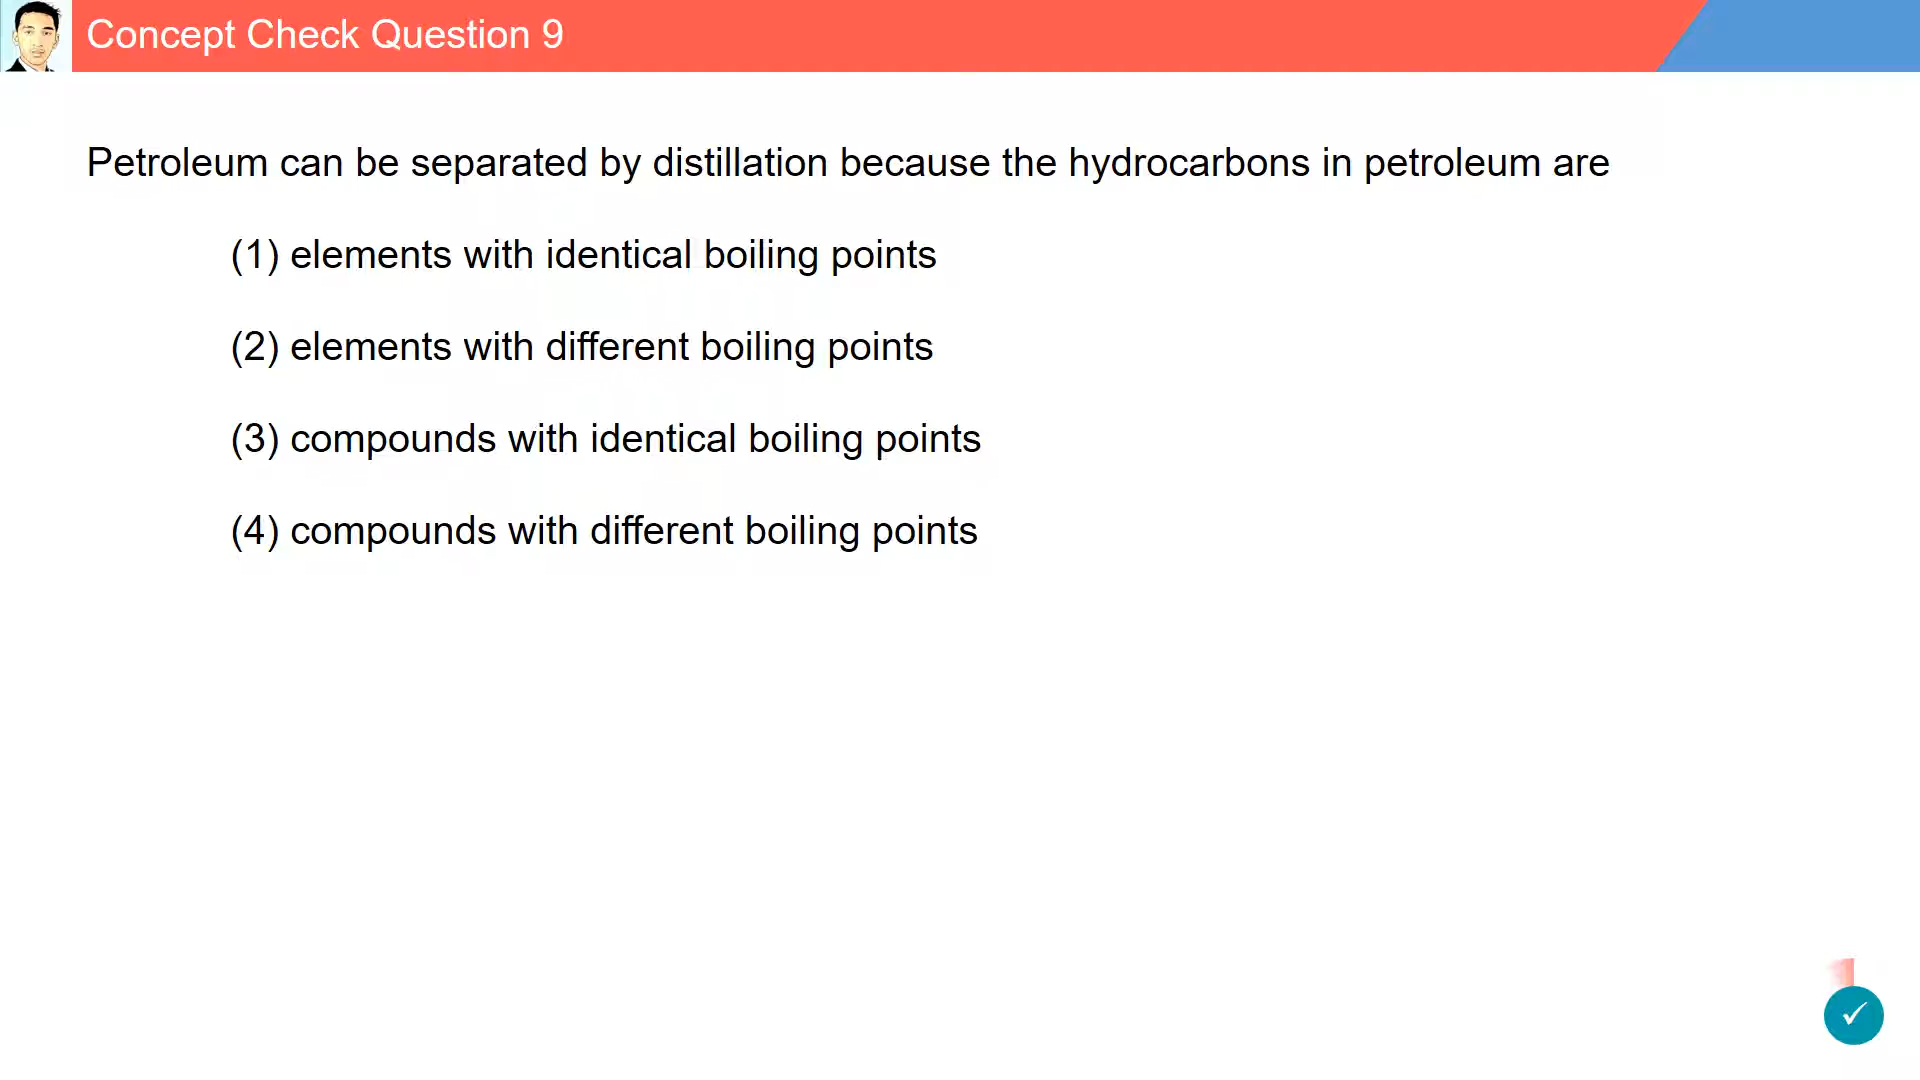 Concept Check Question 9
Petroleum can be separated by distillation because the hydrocarbons in petroleum are
(1) elements with identical boiling points
(2) elements with different boiling points
(3) compounds with identical boiling points
(4) compounds with different boiling points